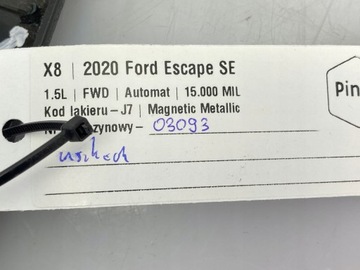 X8 | 2020 Ford Escape SE
1.5L | FWD | Automat | 15.000 MIL
Kod lakieru – J7 | Magnetic Metallic
03093
Pin